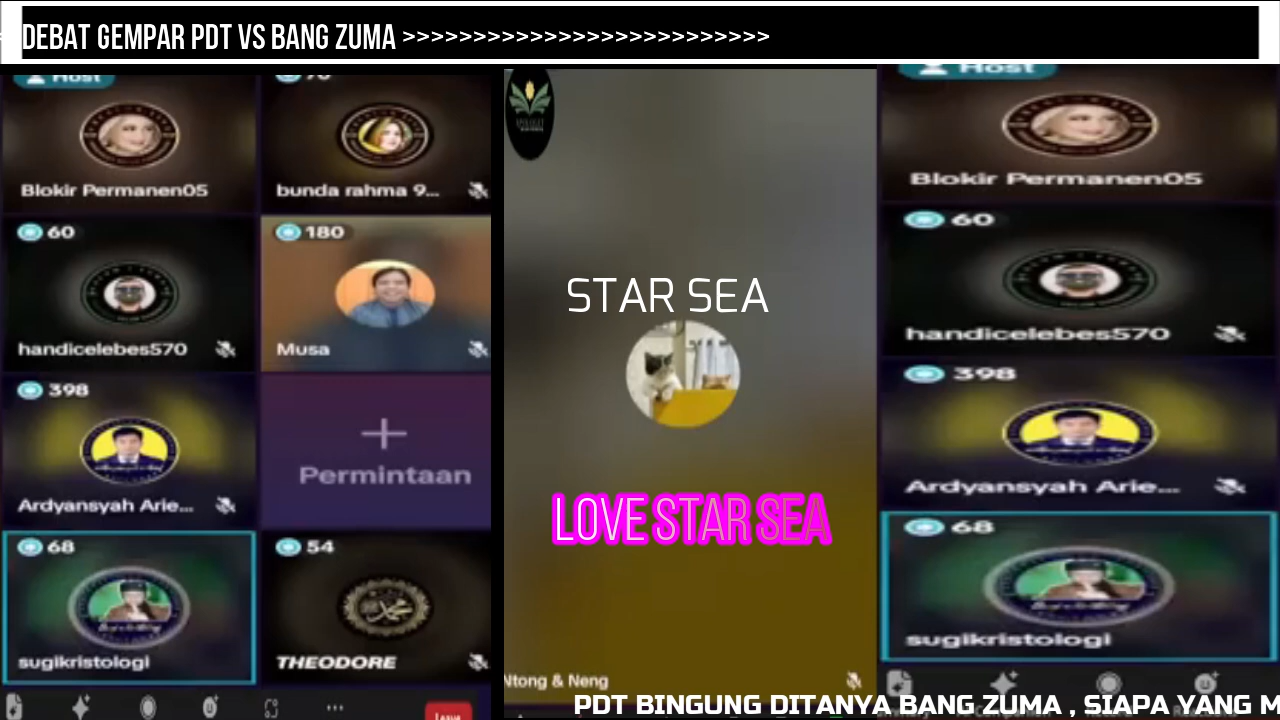 DEBAT GEMPAR PDT VS BANG ZUMA >>>>>>>>>>>>>>>>>>>>>>>>>>
Host
70
Blokir Permanen05
bunda rahma 9...
60
180
handicelebes570
Musa
398
Ardyansyah Arie...
Permintaan
68
54
sugikristologi
THEODORE
Leave
STAR SEA
LOVE STAR SEA
Ntong & Neng
Host
Blokir Permanen05
60
handicelebes570
398
Ardyansyah Arie...
68
sugikristologi
PDT BINGUNG DITANYA BANG ZUMA , SIAPA YANG M